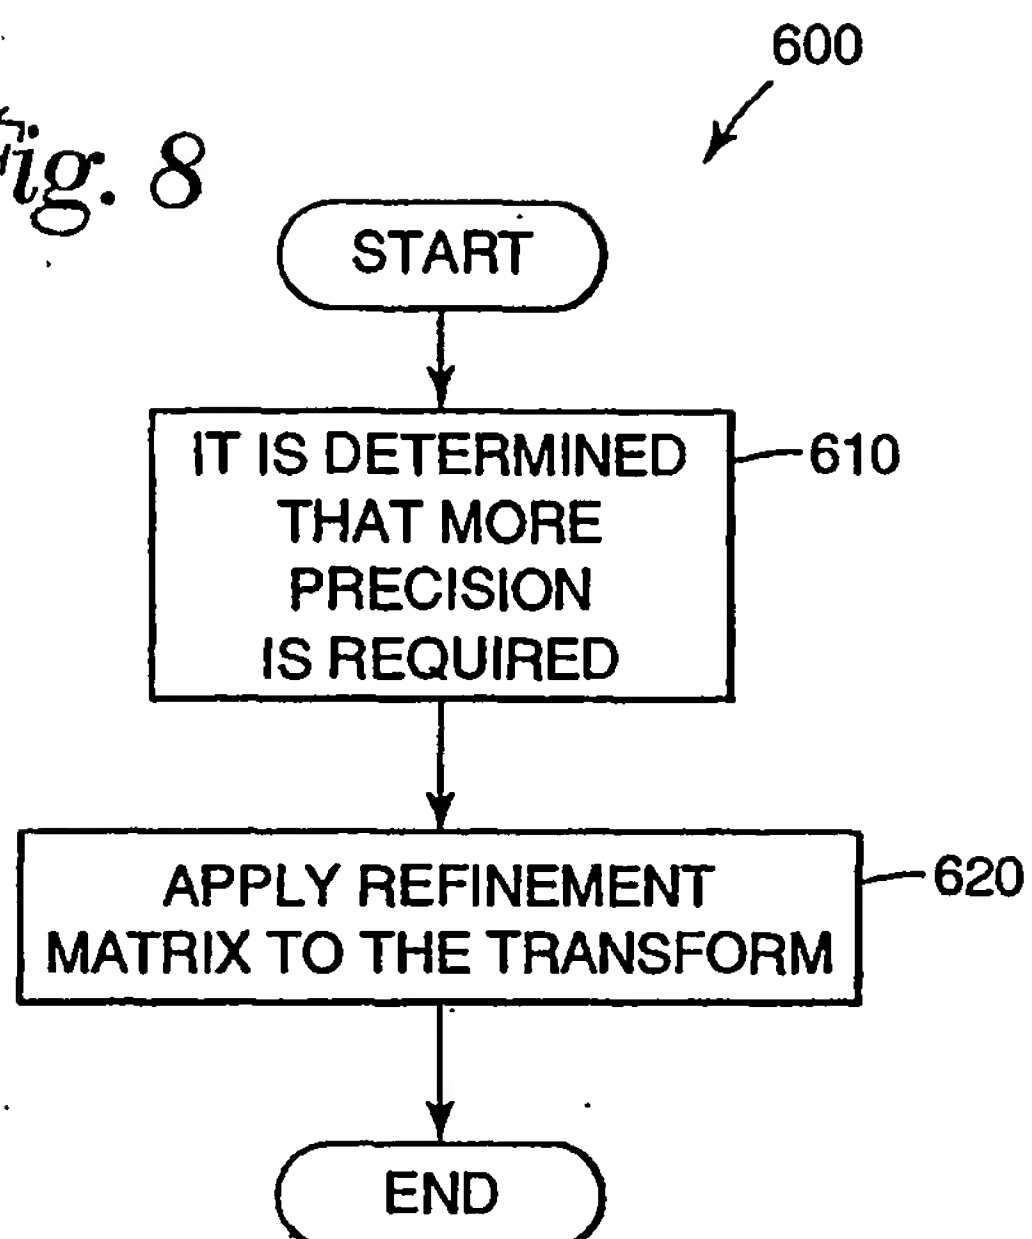 600
Fig. 8
START
IT IS DETERMINED
THAT MORE
PRECISION
IS REQUIRED
610
APPLY REFINEMENT
MATRIX TO THE TRANSFORM
620
END